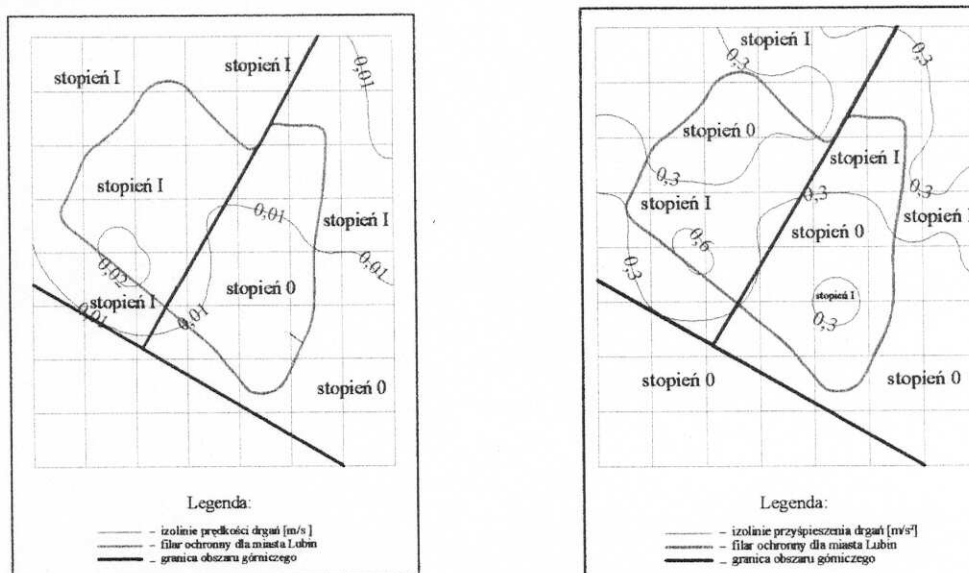 stopień I
stopień I
0,01
stopień I
0,01
stopień I
0,01
0,02
stopień I
stopień 0
0,01
0,01
stopień 0
Legenda:
– izolinie prędkości drgań [m/s ]
– filar ochronny dla miasta Lubin
_ granica obszaru górniczego
stopień I
0,3
0,3
stopień 0
stopień I
0,3
0,3
stopień I
0,3
stopień I
0,6
stopień 0
0,3
stopień I
0,3
stopień 0
stopień 0
Legenda:
– izolinie przyśpieszenia drgań [m/s²]
– filar ochronny dla miasta Lubin
_ granica obszaru górniczego